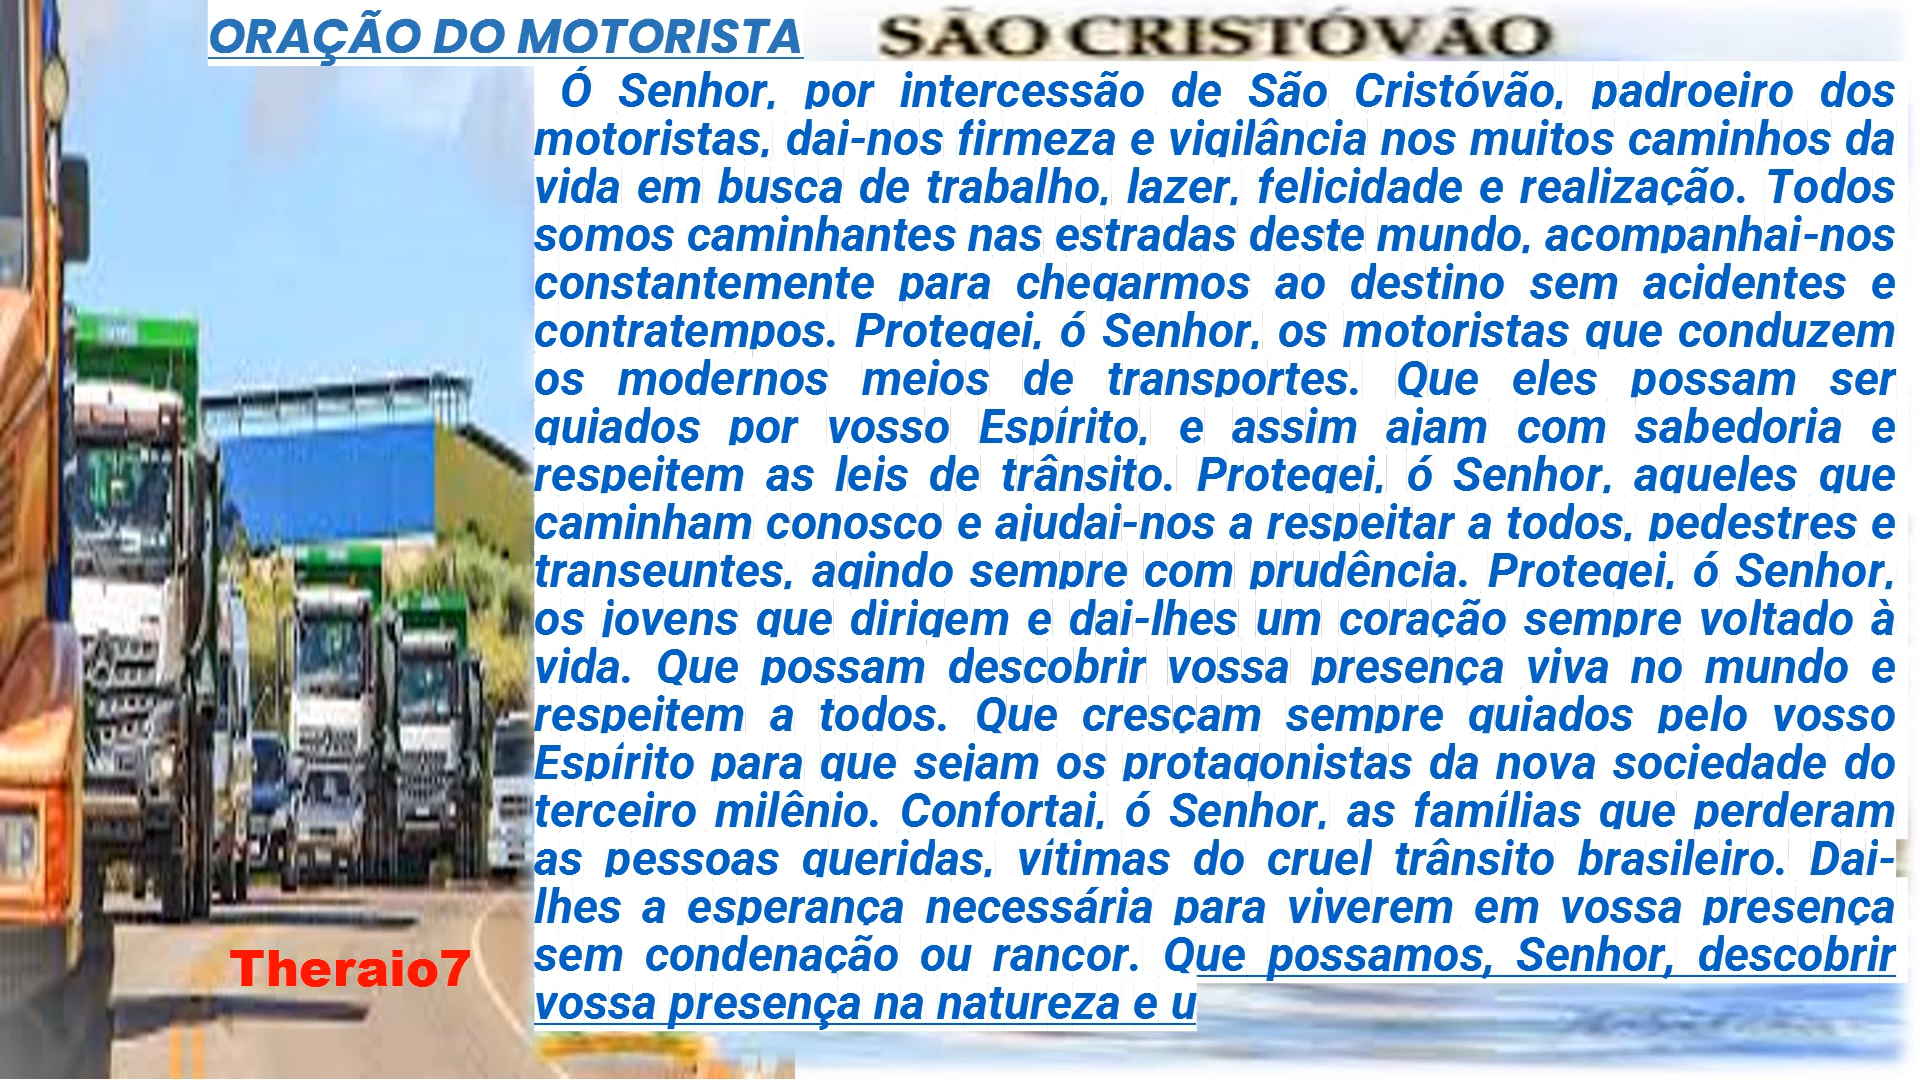 ORAÇÃO DO MOTORISTA
SÃO CRISTÓVÃO
Ó Senhor, por intercessão de São Cristóvão, padroeiro dos
motoristas, dai-nos firmeza e vigilância nos muitos caminhos da
vida em busca de trabalho, lazer, felicidade e realização. Todos
somos caminhantes nas estradas deste mundo, acompanhai-nos
constantemente para chegarmos ao destino sem acidentes e
contratempos. Protegei, ó Senhor, os motoristas que conduzem
os modernos meios de transportes. Que eles possam ser
guiados por vosso Espírito, e assim ajam com sabedoria e
respeitem as leis de trânsito. Protegei, ó Senhor, aqueles que
caminham conosco e ajudai-nos a respeitar a todos, pedestres e
transeuntes, agindo sempre com prudência. Protegei, ó Senhor,
os jovens que dirigem e dai-lhes um coração sempre voltado à
vida. Que possam descobrir vossa presença viva no mundo e
respeitem a todos. Que cresçam sempre guiados pelo vosso
Espírito para que sejam os protagonistas da nova sociedade do
terceiro milênio. Confortai, ó Senhor, as famílias que perderam
as pessoas queridas, vítimas do cruel trânsito brasileiro. Dai-
lhes a esperança necessária para viverem em vossa presença
sem condenação ou rancor. Que possamos, Senhor, descobrir
vossa presença na natureza e u
Theraio7